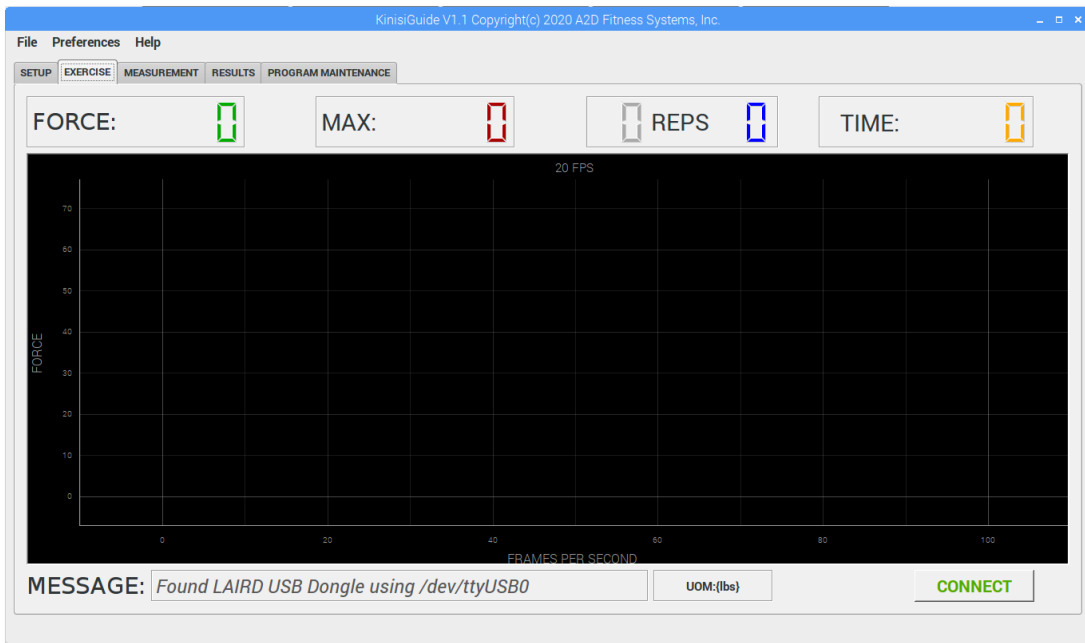 KinisiGuide V1.1 Copyright(c) 2020 A2D Fitness Systems, Inc.
File Preferences Help
SETUP EXERCISE MEASUREMENT RESULTS PROGRAM MAINTENANCE
FORCE: 0 MAX: 0 0 REPS 0 TIME: 0
20 FPS
70
60
50
40
30
20
10
0
FORCE
0 20 40 60 80 100
FRAMES PER SECOND
MESSAGE: Found LAIRD USB Dongle using /dev/ttyUSB0 UOM:{lbs} CONNECT